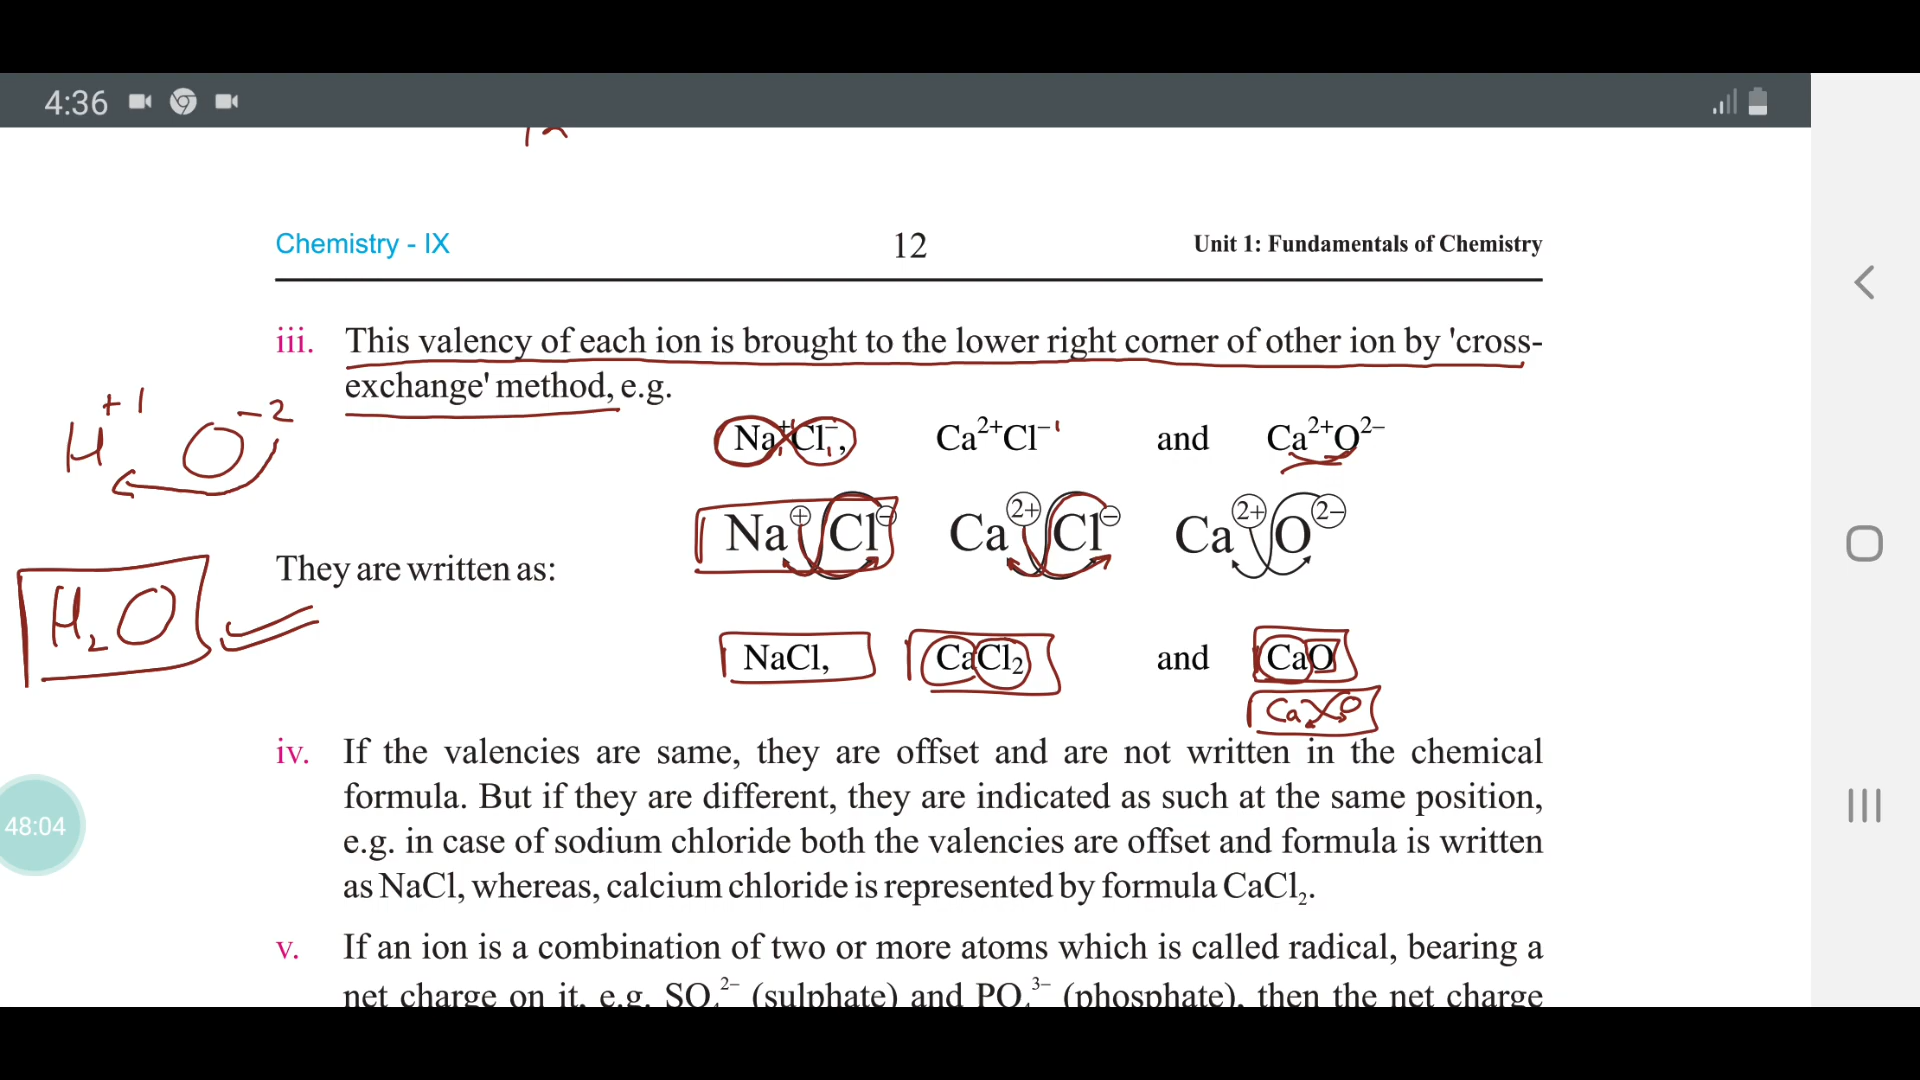 4:36
Chemistry - IX 12 Unit 1: Fundamentals of Chemistry
iii. This valency of each ion is brought to the lower right corner of other ion by 'cross-
exchange' method, e.g.
H⁺¹ O⁻²
Na⁺Cl⁻, Ca²⁺Cl⁻¹ and Ca²⁺O²⁻
Na⁺ Cl⁻ Ca²⁺ Cl⁻ Ca²⁺ O²⁻
They are written as:
H₂O
NaCl, CaCl₂ and CaO
Ca O
iv. If the valencies are same, they are offset and are not written in the chemical
formula. But if they are different, they are indicated as such at the same position,
e.g. in case of sodium chloride both the valencies are offset and formula is written
as NaCl, whereas, calcium chloride is represented by formula CaCl₂.
48:04
v. If an ion is a combination of two or more atoms which is called radical, bearing a
net charge on it, e.g. SO₄²⁻ (sulphate) and PO₄³⁻ (phosphate), then the net charge